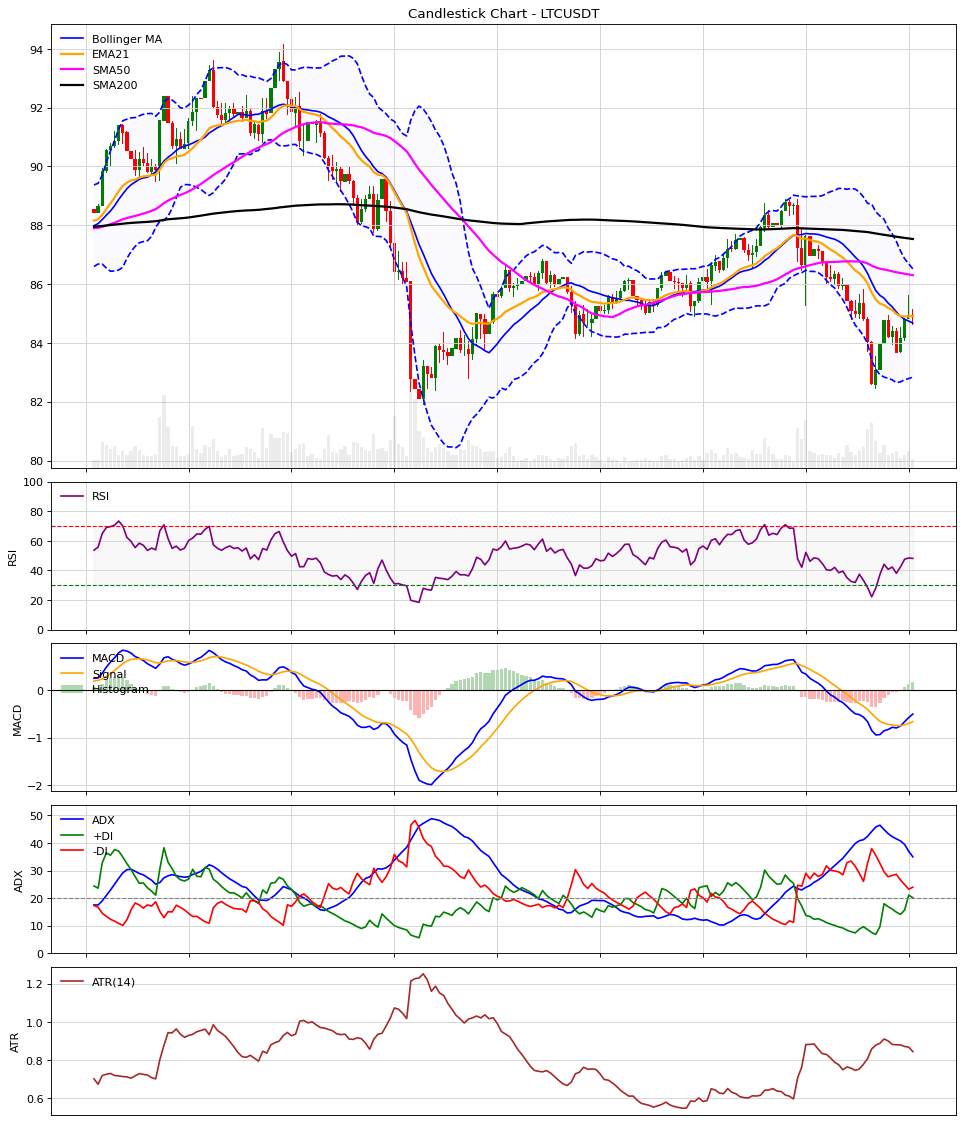 Candlestick Chart - LTCUSDT
Bollinger MA
EMA21
SMA50
SMA200
94
92
90
88
86
84
82
80
RSI
RSI
100
80
60
40
20
0
MACD
Signal
Histogram
MACD
0
−1
−2
ADX
+DI
-DI
ADX
50
40
30
20
10
0
ATR(14)
ATR
1.2
1.0
0.8
0.6